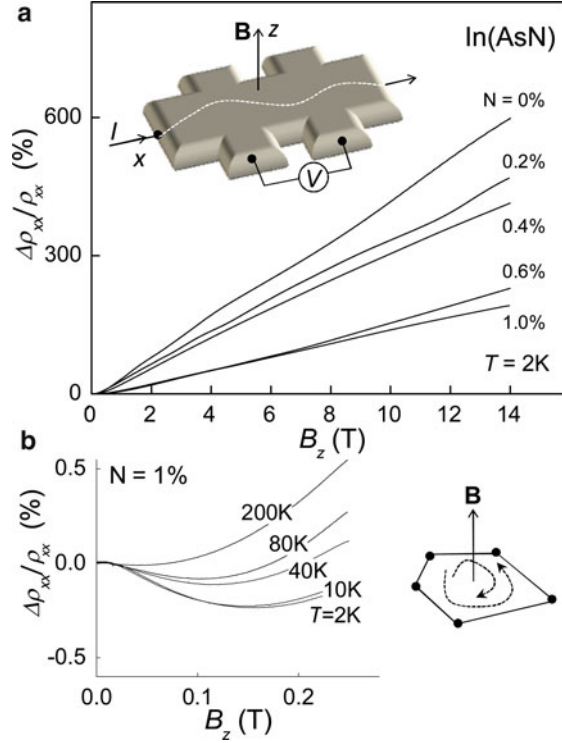 a
B
z
In(AsN)
I
x
V
Δρxx/ρxx (%)
600
300
0
N = 0%
0.2%
0.4%
0.6%
1.0%
T = 2K
2 4 6 8 10 12 14
Bz (T)
b
N = 1%
Δρxx/ρxx (%)
0.5
0.0
-0.5
200K
80K
40K
10K
T=2K
0.0 0.1 0.2
Bz (T)
B